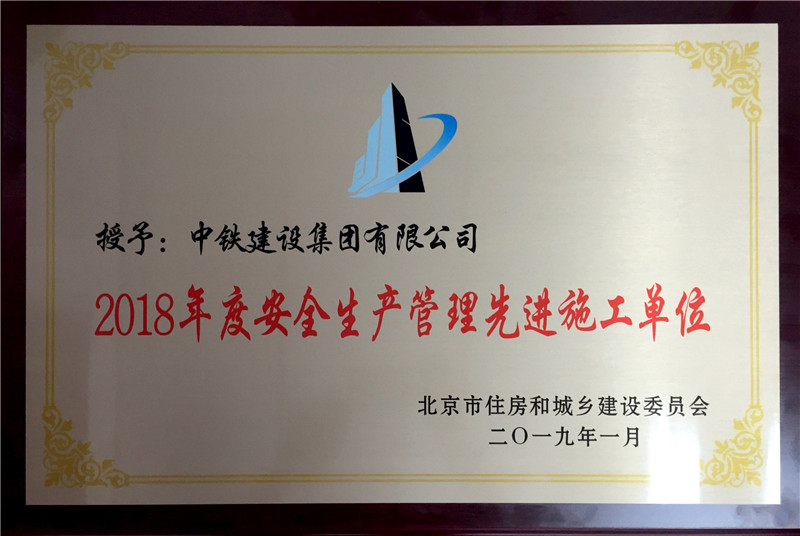 授予：中铁建设集团有限公司
2018年度安全生产管理先进施工单位
北京市住房和城乡建设委员会
二〇一九年一月